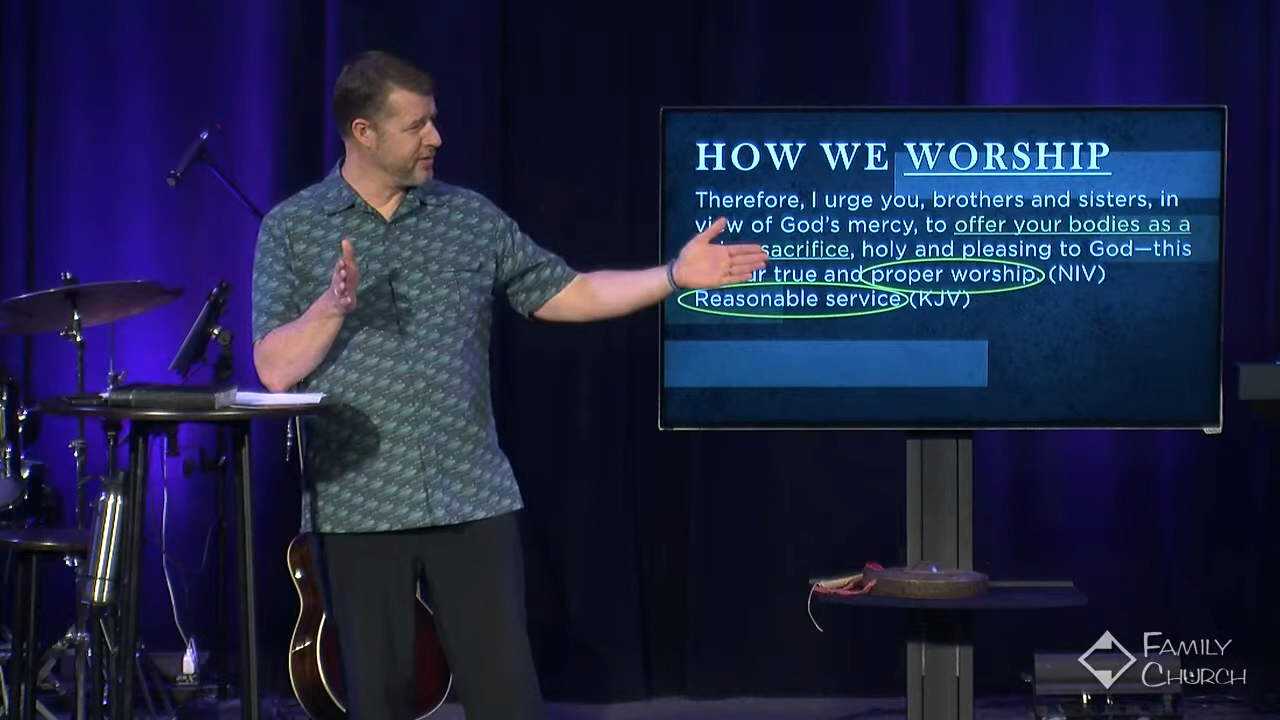 HOW WE WORSHIP
Therefore, I urge you, brothers and sisters, in
view of God's mercy, to offer your bodies as a
sacrifice, holy and pleasing to God—this
true and proper worship. (NIV)
Reasonable service (KJV)
FAMILY
CHURCH